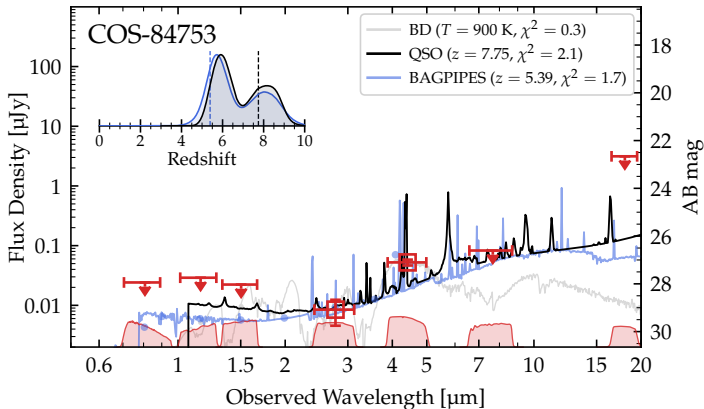 COS-84753
BD (T = 900 K, χ² = 0.3)
QSO (z = 7.75, χ² = 2.1)
BAGPIPES (z = 5.39, χ² = 1.7)
Flux Density [µJy]
100
10
1
0.1
0.01
0 2 4 6 8 10
Redshift
18
20
22
24
26
28
30
AB mag
0.6 1 1.5 2 3 4 5 7 10 15 20
Observed Wavelength [µm]